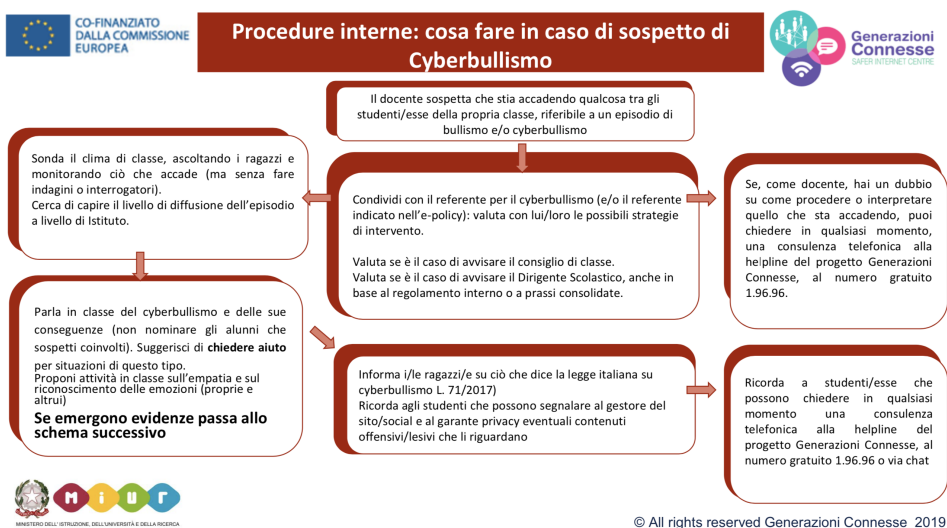 CO-FINANZIATO
DALLA COMMISSIONE
EUROPEA
Procedure interne: cosa fare in caso di sospetto di
Cyberbullismo
Generazioni
Connesse
SAFER INTERNET CENTRE
Il docente sospetta che stia accadendo qualcosa tra gli
studenti/esse della propria classe, riferibile a un episodio di
bullismo e/o cyberbullismo
Sonda il clima di classe, ascoltando i ragazzi e
monitorando ciò che accade (ma senza fare
indagini o interrogatori).
Cerca di capire il livello di diffusione dell’episodio
a livello di Istituto.
Condividi con il referente per il cyberbullismo (e/o il referente
indicato nell’e-policy): valuta con lui/loro le possibili strategie
di intervento.
Valuta se è il caso di avvisare il consiglio di classe.
Valuta se è il caso di avvisare il Dirigente Scolastico, anche in
base al regolamento interno o a prassi consolidate.
Se, come docente, hai un dubbio
su come procedere o interpretare
quello che sta accadendo, puoi
chiedere in qualsiasi momento,
una consulenza telefonica alla
helpline del progetto Generazioni
Connesse, al numero gratuito
1.96.96.
Parla in classe del cyberbullismo e delle sue
conseguenze (non nominare gli alunni che
sospetti coinvolti). Suggerisci di chiedere aiuto
per situazioni di questo tipo.
Proponi attività in classe sull’empatia e sul
riconoscimento delle emozioni (proprie e
altrui)
Se emergono evidenze passa allo
schema successivo
Informa i/le ragazzi/e su ciò che dice la legge italiana su
cyberbullismo L. 71/2017)
Ricorda agli studenti che possono segnalare al gestore del
sito/social e al garante privacy eventuali contenuti
offensivi/lesivi che li riguardano
Ricorda a studenti/esse che
possono chiedere in qualsiasi
momento una consulenza
telefonica alla helpline del
progetto Generazioni Connesse, al
numero gratuito 1.96.96 o via chat
miur
MINISTERO DELL' ISTRUZIONE, DELL'UNIVERSITÀ E DELLA RICERCA
© All rights reserved Generazioni Connesse 2019